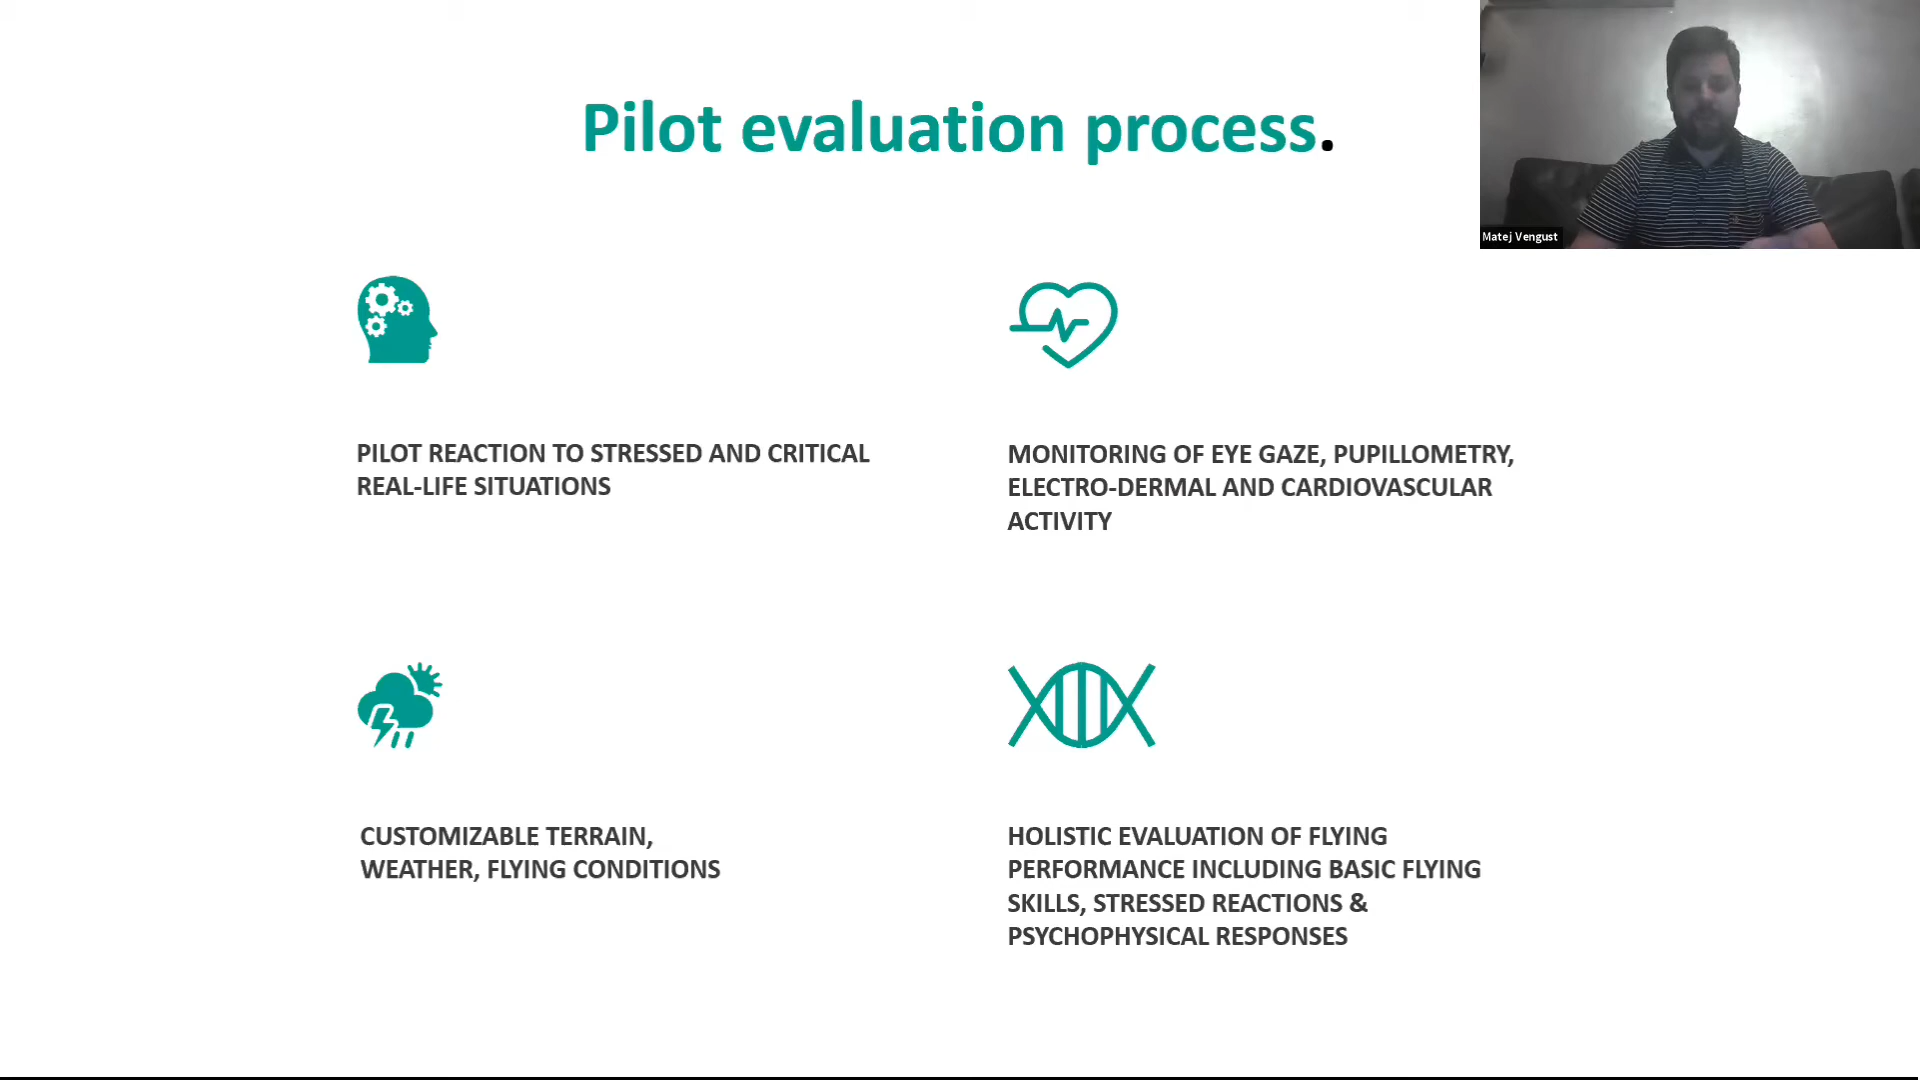 Pilot evaluation process.
Matej Vengust
PILOT REACTION TO STRESSED AND CRITICAL
REAL-LIFE SITUATIONS
MONITORING OF EYE GAZE, PUPILLOMETRY,
ELECTRO-DERMAL AND CARDIOVASCULAR
ACTIVITY
CUSTOMIZABLE TERRAIN,
WEATHER, FLYING CONDITIONS
HOLISTIC EVALUATION OF FLYING
PERFORMANCE INCLUDING BASIC FLYING
SKILLS, STRESSED REACTIONS &
PSYCHOPHYSICAL RESPONSES